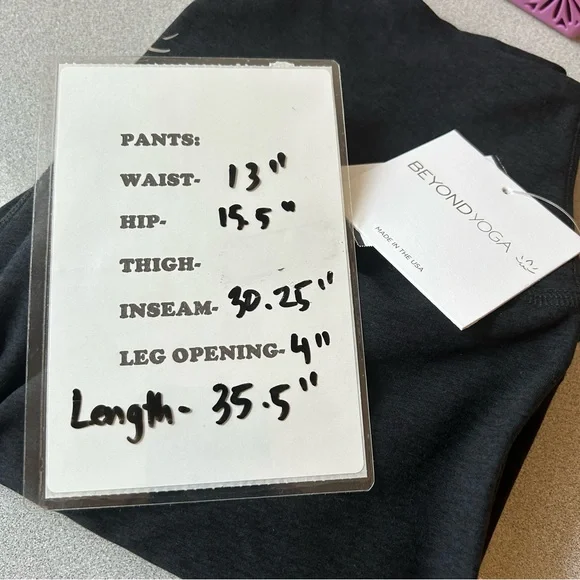 PANTS:
WAIST- 13"
HIP- 15.5"
THIGH-
INSEAM- 30.25"
LEG OPENING- 4"
Length- 35.5"
BEYOND YOGA
MADE IN THE USA